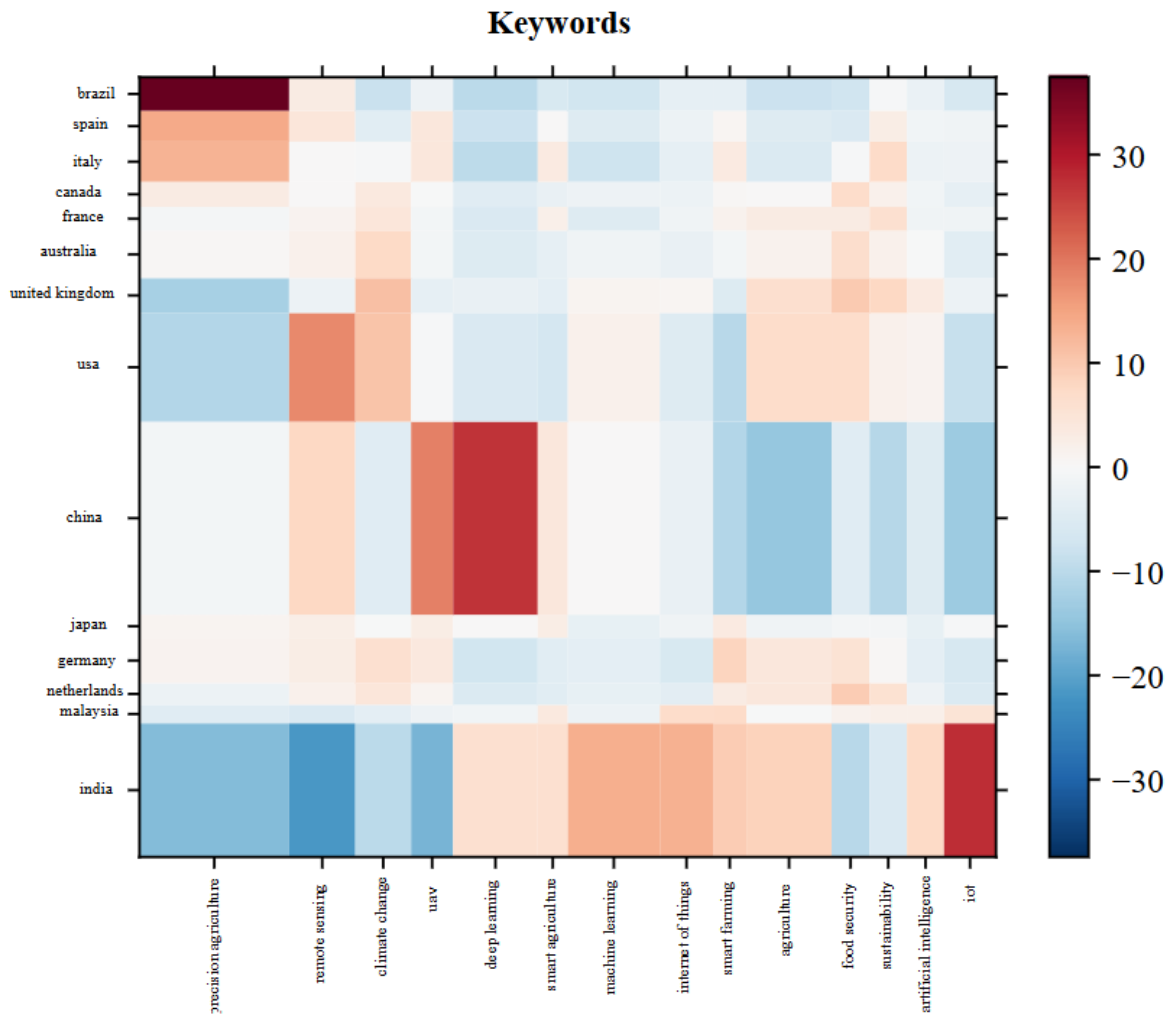 Keywords
brazil
spain
italy
canada
france
australia
united kingdom
usa
china
japan
germany
netherlands
malaysia
india
30
20
10
0
−10
−20
−30
precision agriculture
remote sensing
climate change
uav
deep learning
smart agriculture
machine learning
internet of things
smart farming
agriculture
food security
sustainability
artificial intelligence
iot